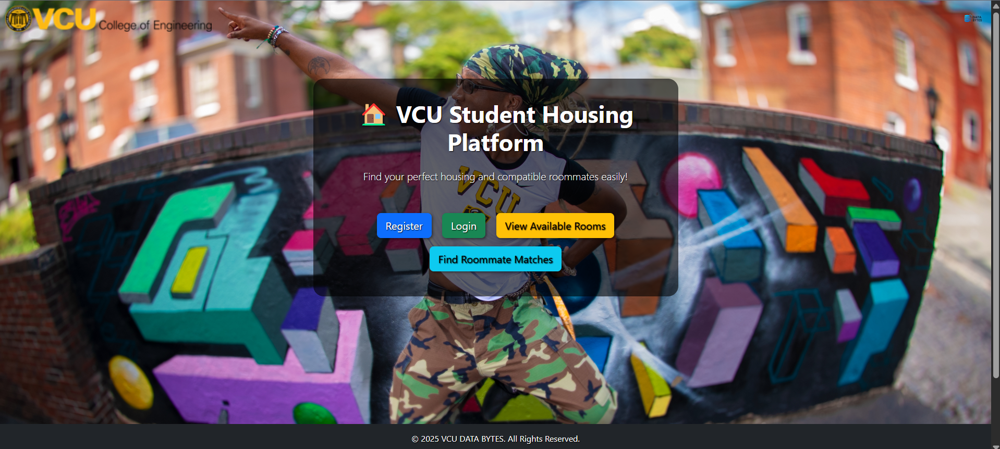 VCU College of Engineering
DATA
BYTES
🏠 VCU Student Housing
Platform
Find your perfect housing and compatible roommates easily!
VCU
Register
Login
View Available Rooms
Find Roommate Matches
© 2025 VCU DATA BYTES. All Rights Reserved.